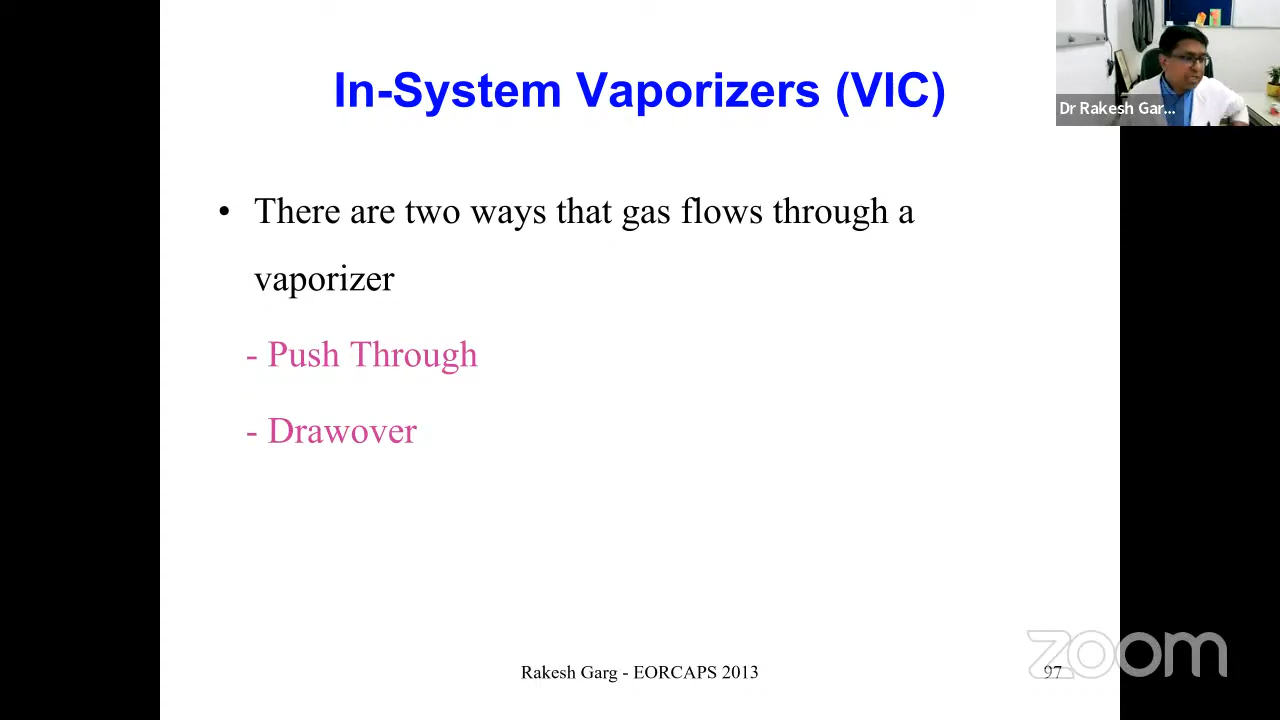 In-System Vaporizers (VIC)
Dr Rakesh Gar...
• There are two ways that gas flows through a
vaporizer
- Push Through
- Drawover
Rakesh Garg - EORCAPS 2013
97
zoom